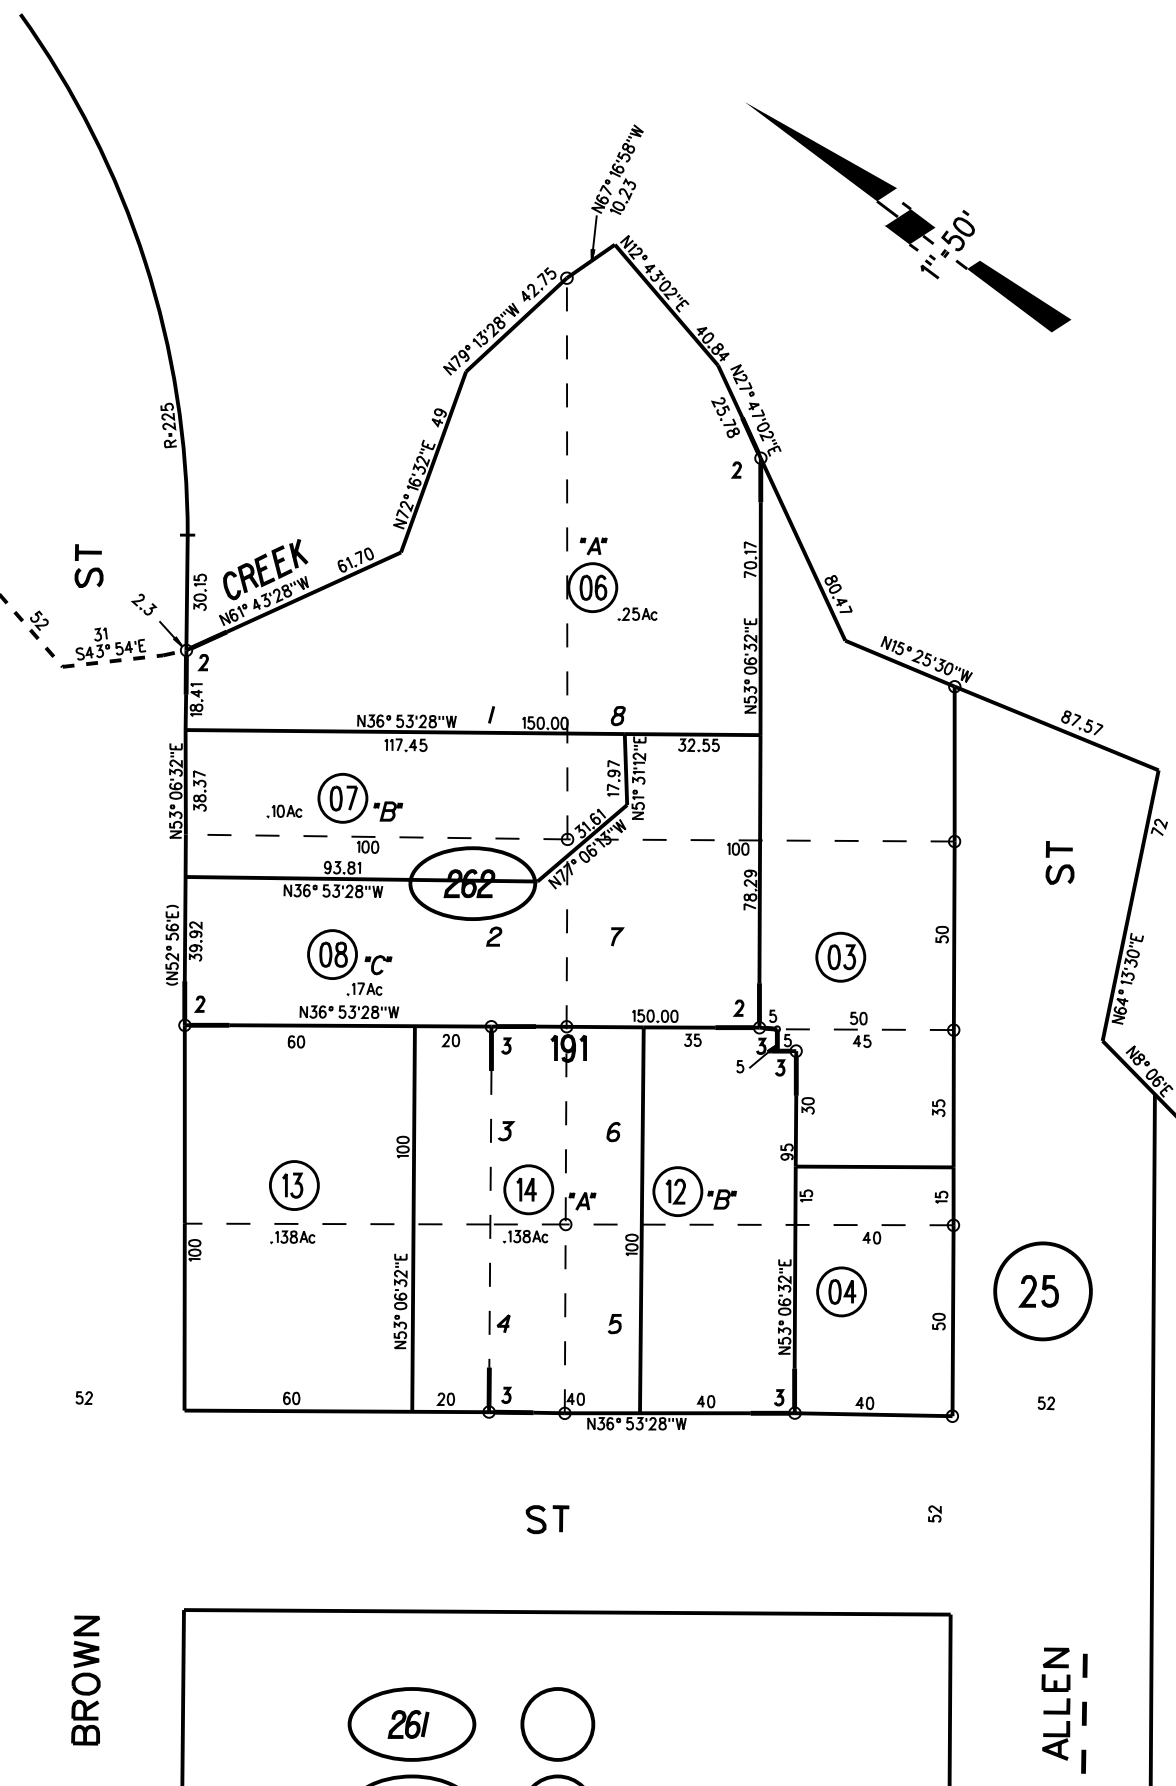 N67°16'58"W
10.23
1"=50'
N12°43'02"E
40.84
N79°13'28"W 42.75
N27°47'02"E
25.78
R=225
N72°16'32"E 49
2
"A"
06
.25Ac
70.17
N53°06'32"E
80.47
ST
CREEK
61.70
N61°43'28"W
30.15
2.3
52
31
S43°54'E
2
18.41
N15°25'30"W
87.57
72
N36°53'28"W
1
150.00
8
117.45
32.55
N53°06'32"E
38.37
07
"B"
.10Ac
17.97
N51°31'12"E
31.61
N77°06'13"W
100
100
93.81
262
N36°53'28"W
78.29
ST
50
(N52°56'E)
39.92
08
"C"
.17Ac
2
7
03
N64°13'30"E
2
N36°53'28"W
150.00
2
5
50
60
20
3
191
35
3
5
45
5
3
N8°06'E
30
35
3
6
100
95
13
14
"A"
12
"B"
15
15
.138Ac
.138Ac
40
100
100
N53°06'32"E
N53°06'32"E
04
25
4
5
50
52
60
20
3
40
40
3
40
52
N36°53'28"W
ST
52
BROWN
ALLEN
261